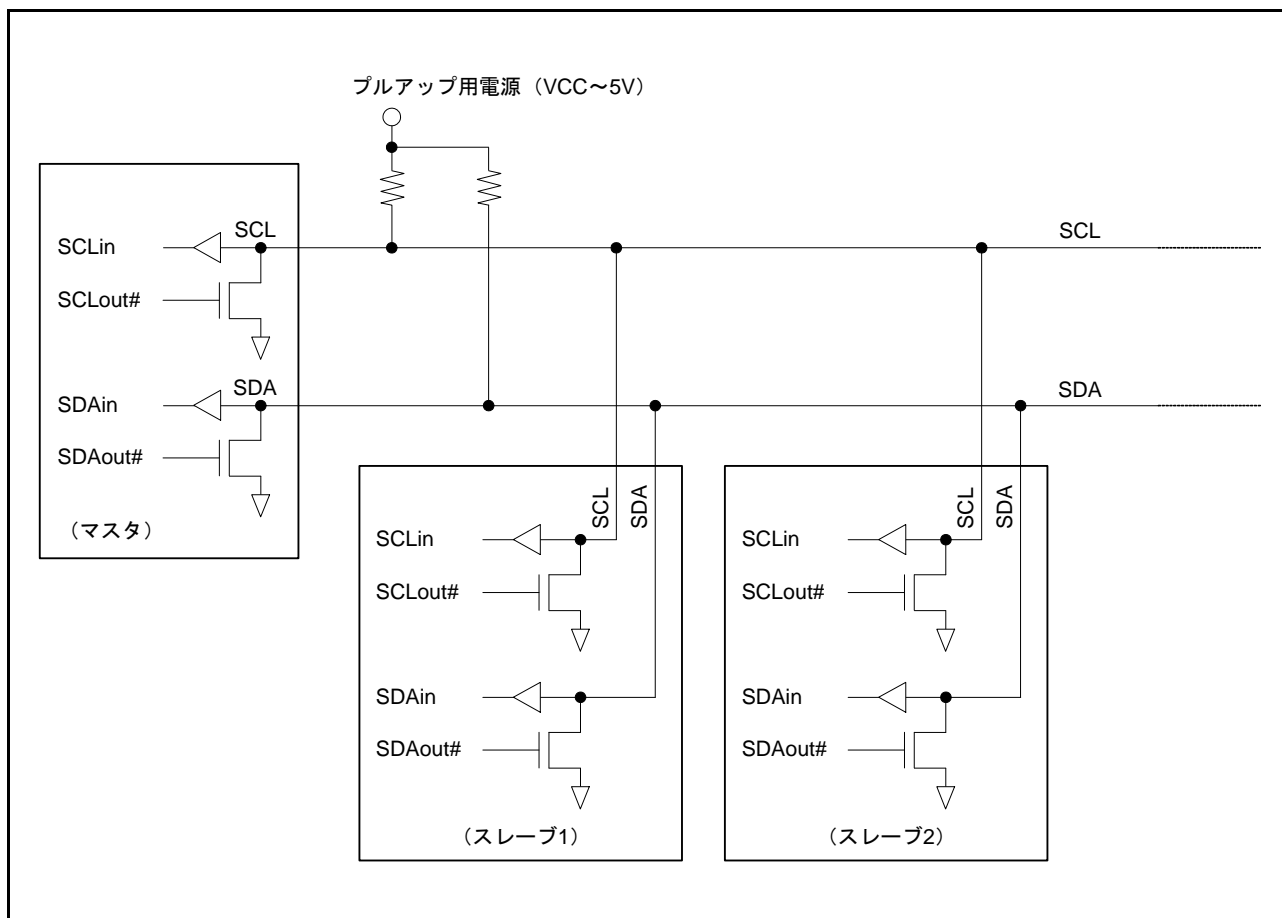 プルアップ用電源（VCC～5V）
SCL
SCL
SCLin
SCLout#
SDA
SDA
SDAin
SDAout#
（マスタ）
SCL
SDA
SCLin
SCLout#
SDAin
SDAout#
（スレーブ1）
SCL
SDA
SCLin
SCLout#
SDAin
SDAout#
（スレーブ2）